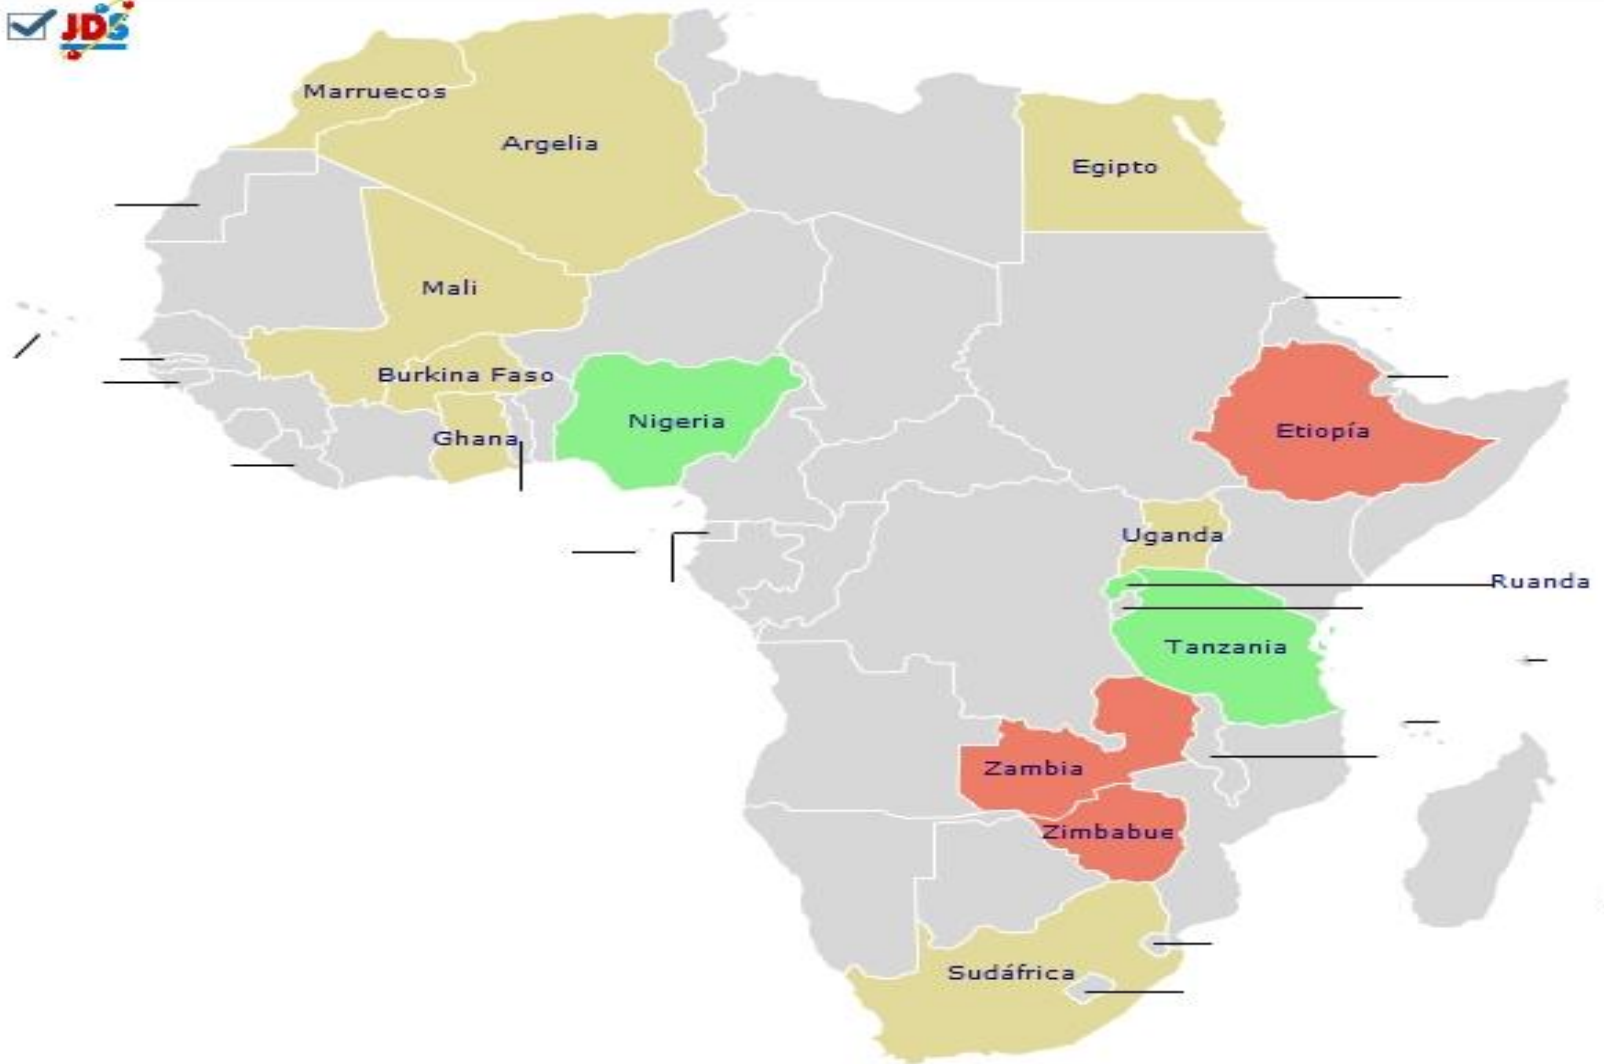 JDS
Marruecos
Argelia
Egipto
Mali
Burkina Faso
Nigeria
Ghana
Etiopía
Uganda
Ruanda
Tanzania
Zambia
Zimbabue
Sudáfrica